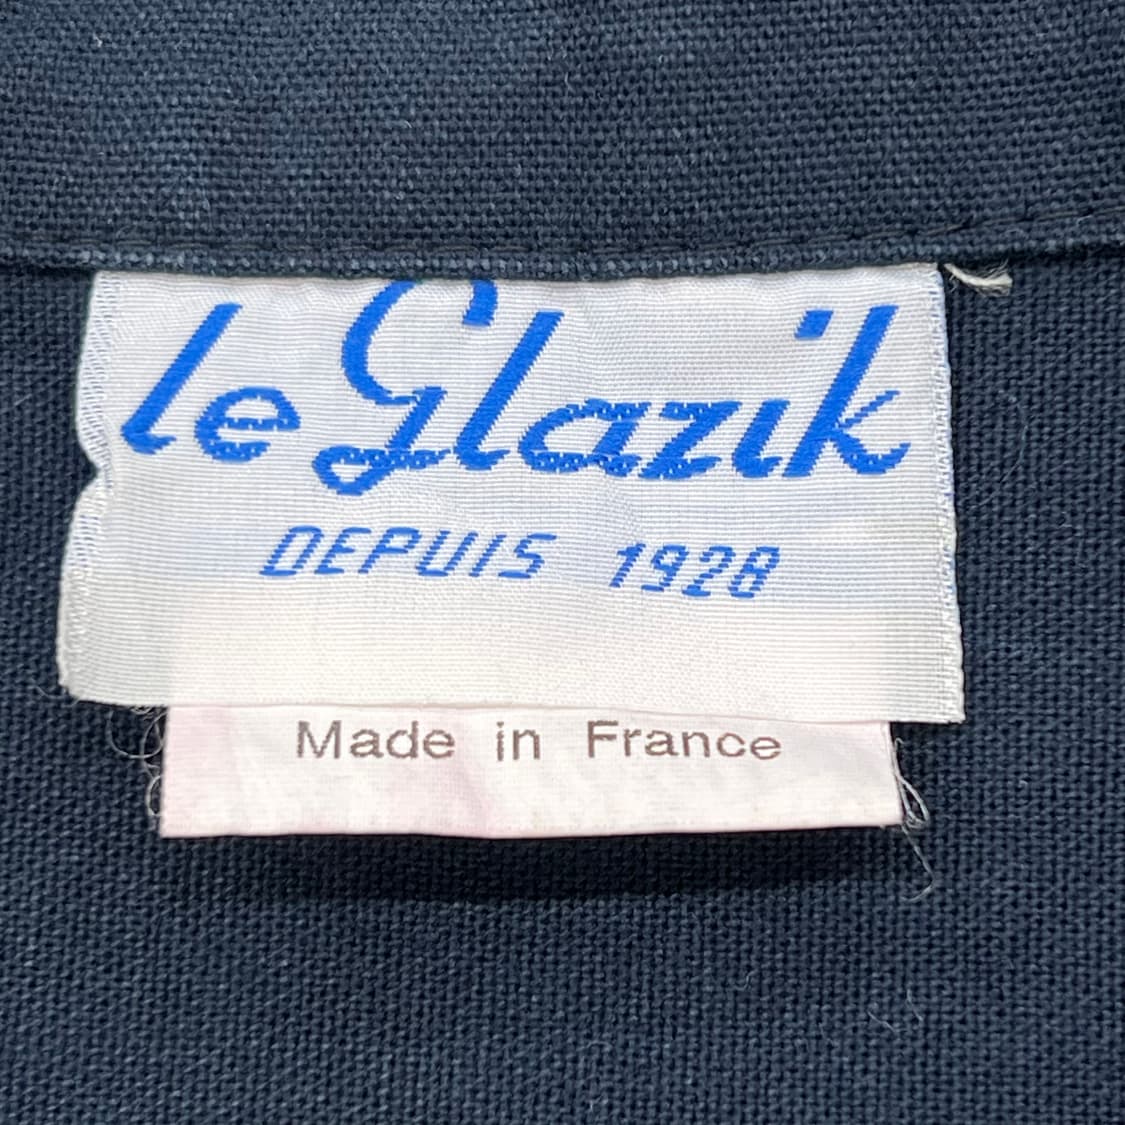 le Glazik
DEPUIS 1928
Made in France